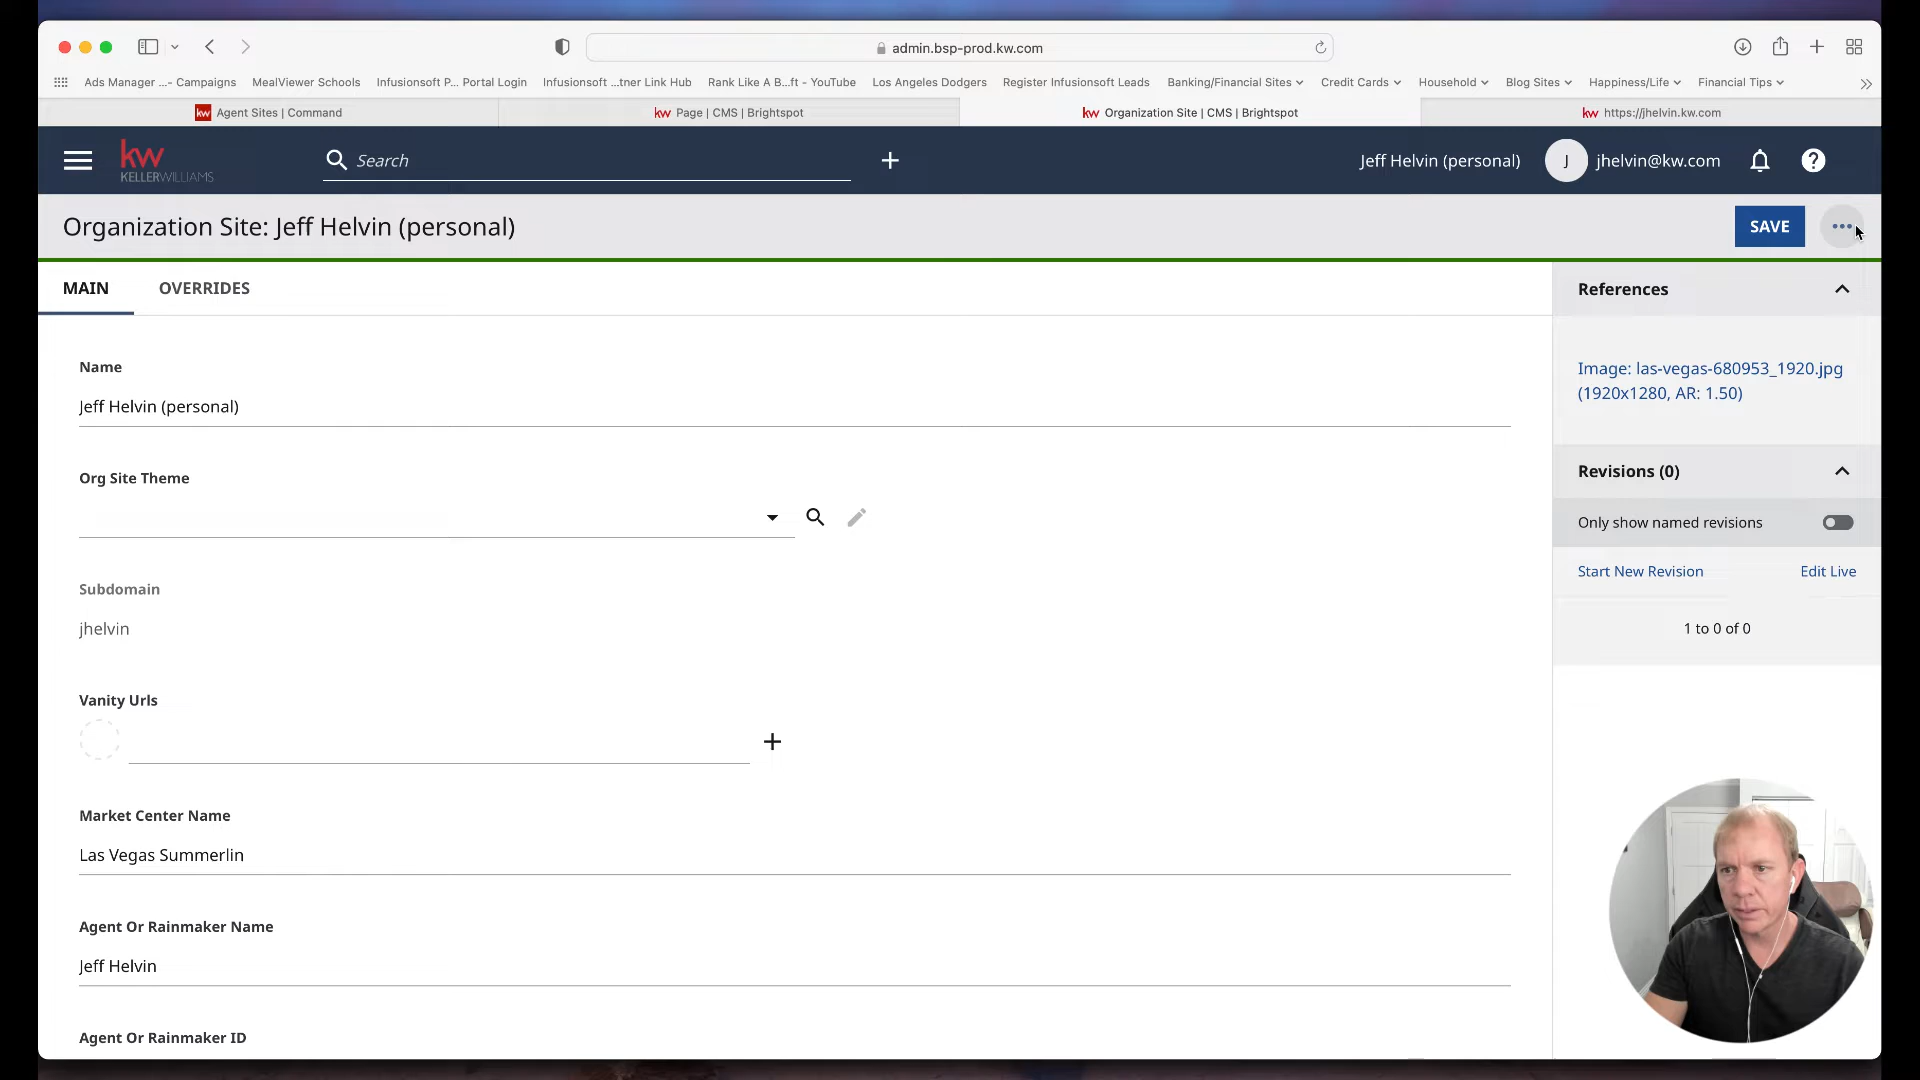 admin.bsp-prod.kw.com
Ads Manager ...- Campaigns
MealViewer Schools
Infusionsoft P... Portal Login
Infusionsoft ...tner Link Hub
Rank Like A B...ft - YouTube
Los Angeles Dodgers
Register Infusionsoft Leads
Banking/Financial Sites
Credit Cards
Household
Blog Sites
Happiness/Life
Financial Tips
kw Agent Sites | Command
kw Page | CMS | Brightspot
kw Organization Site | CMS | Brightspot
kw https://jhelvin.kw.com
kw
KELLERWILLIAMS
Search
Jeff Helvin (personal)
J
jhelvin@kw.com
Organization Site: Jeff Helvin (personal)
SAVE
MAIN
OVERRIDES
Name
Jeff Helvin (personal)
Org Site Theme
Subdomain
jhelvin
Vanity Urls
Market Center Name
Las Vegas Summerlin
Agent Or Rainmaker Name
Jeff Helvin
Agent Or Rainmaker ID
References
Image: las-vegas-680953_1920.jpg
(1920x1280, AR: 1.50)
Revisions (0)
Only show named revisions
Start New Revision
Edit Live
1 to 0 of 0